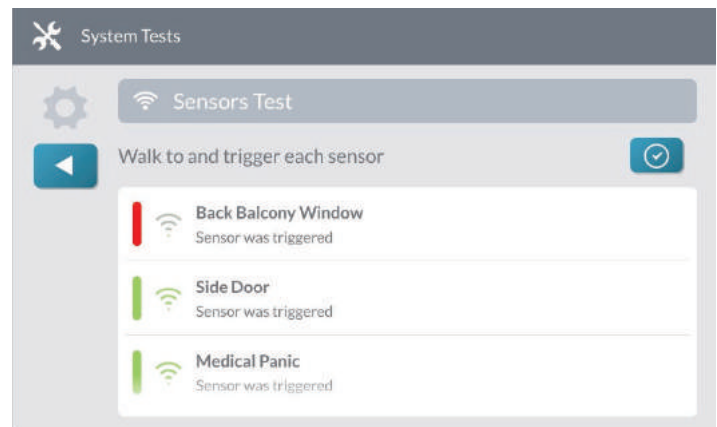 System Tests
Sensors Test
Walk to and trigger each sensor
Back Balcony Window
Sensor was triggered
Side Door
Sensor was triggered
Medical Panic
Sensor was triggered